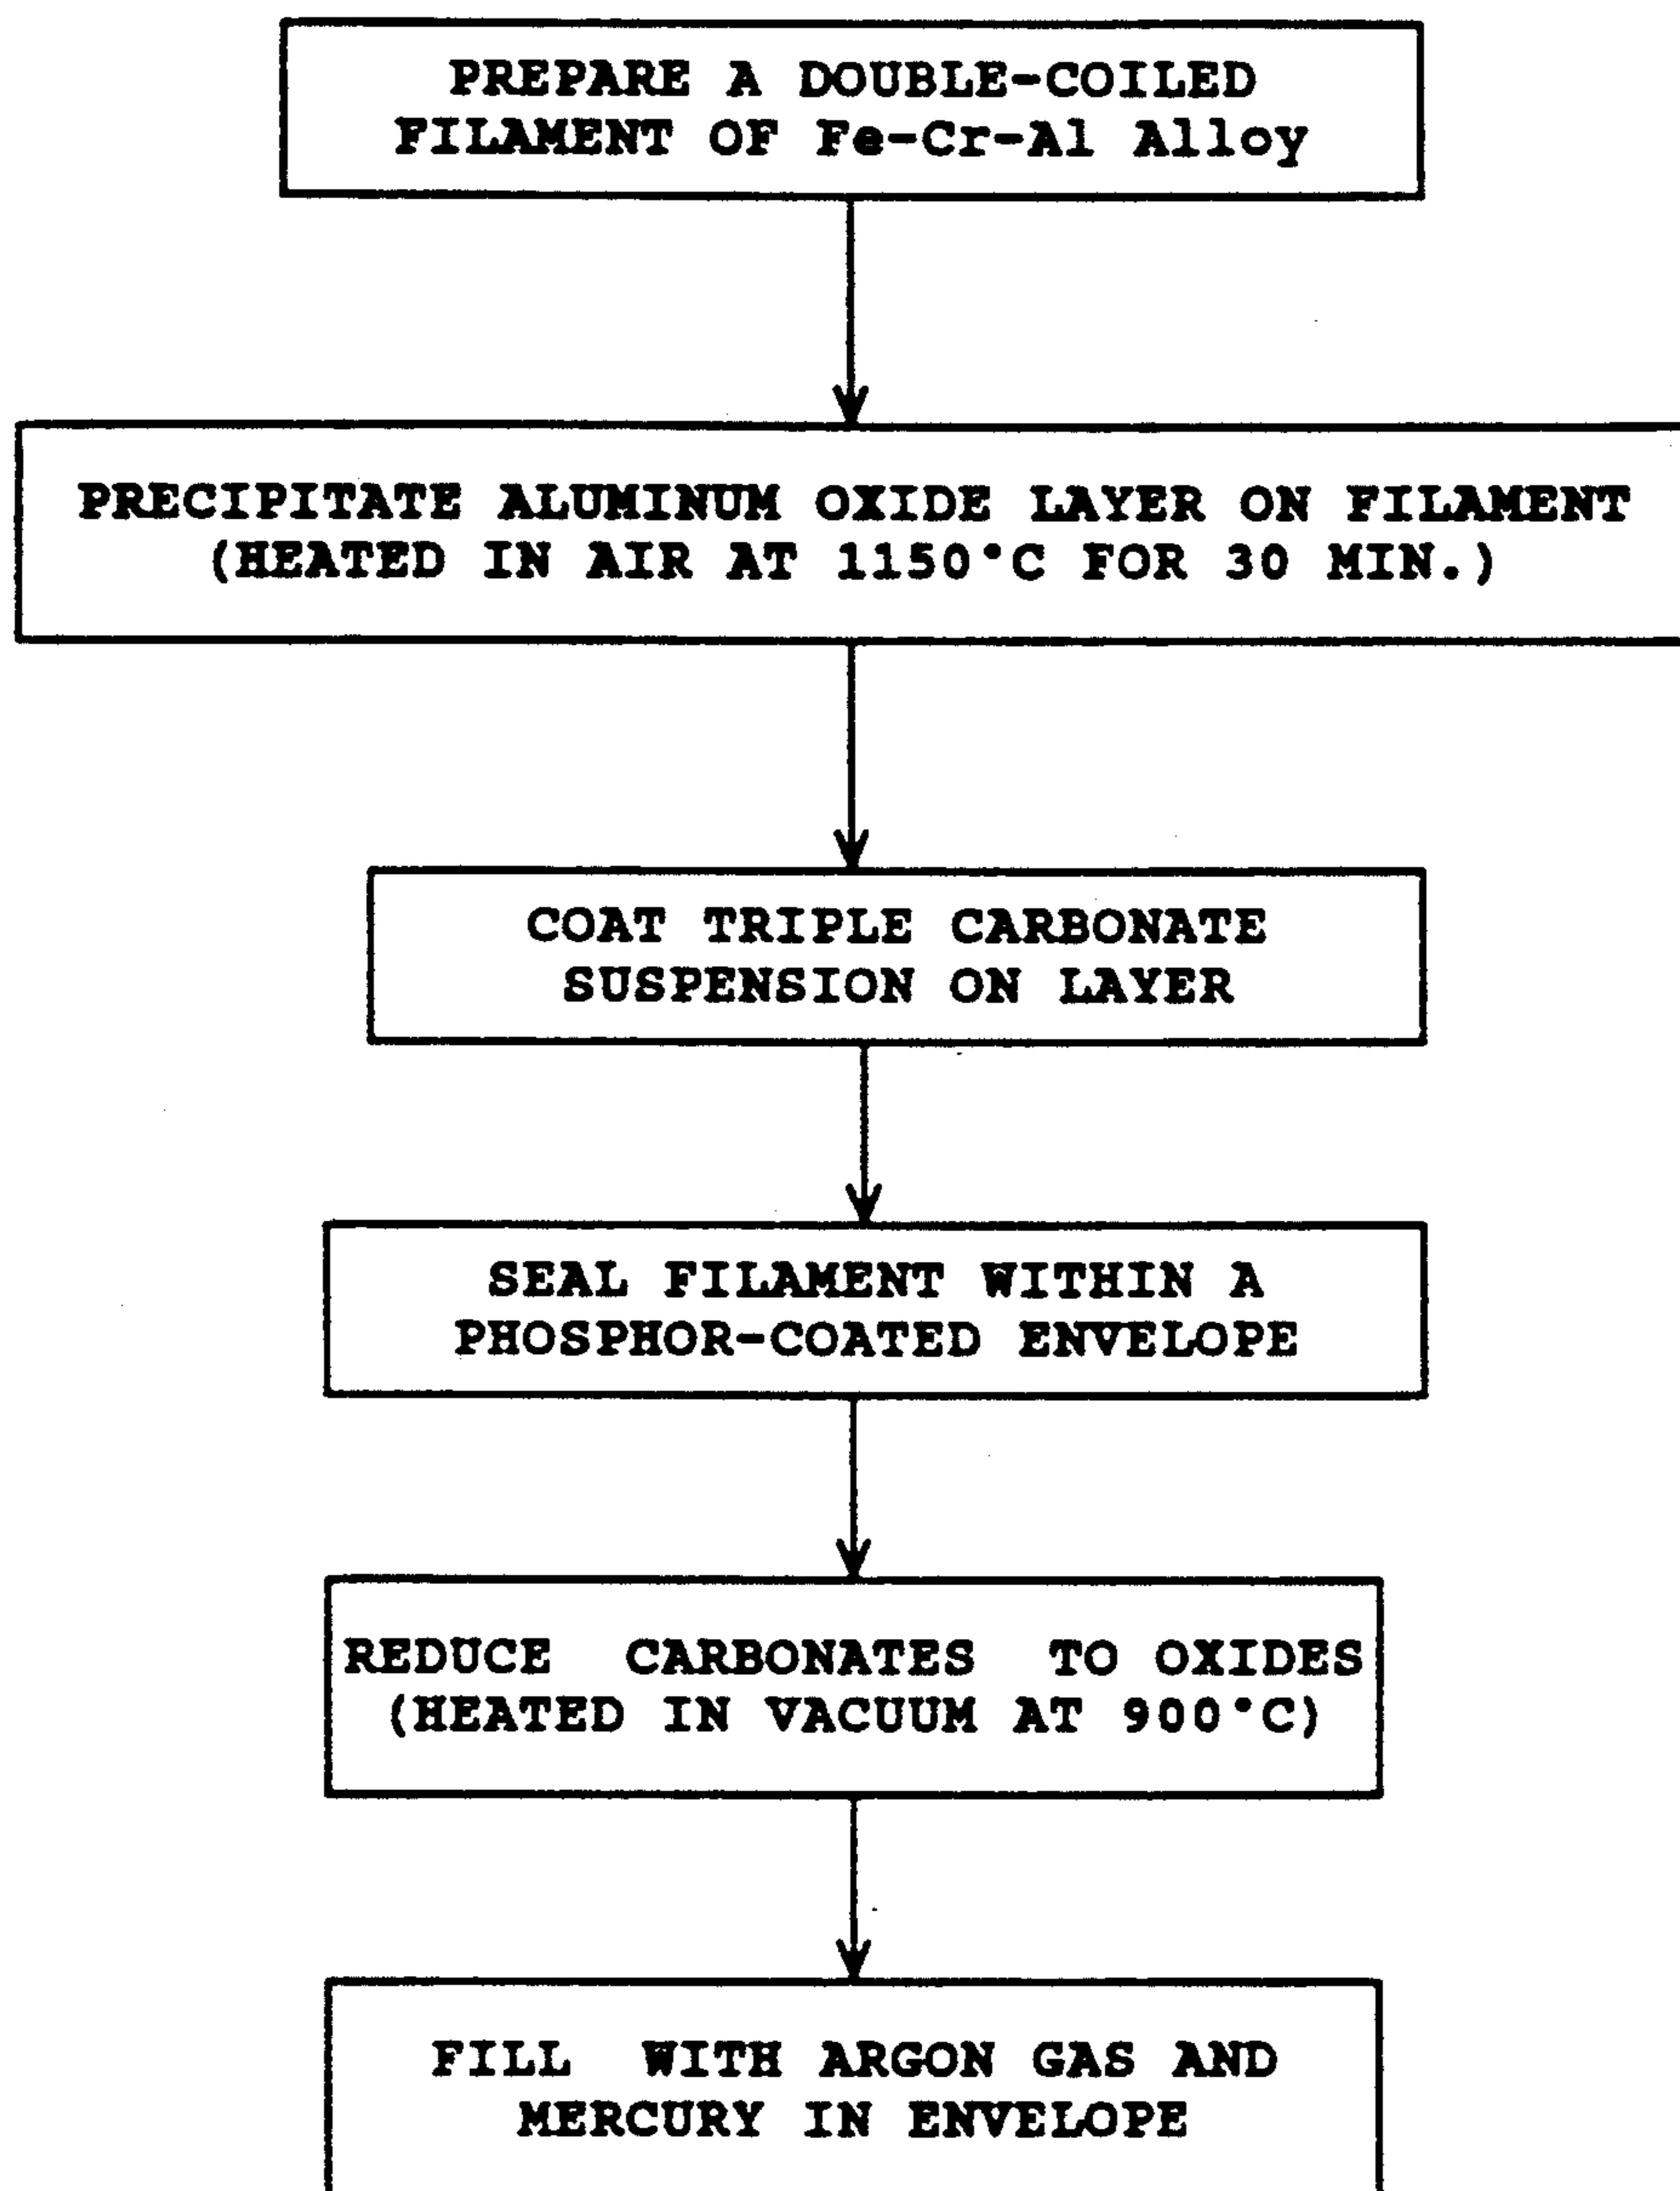 PREPARE A DOUBLE-COILED
FILAMENT OF Fe-Cr-Al Alloy
PRECIPITATE ALUMINUM OXIDE LAYER ON FILAMENT
(HEATED IN AIR AT 1150°C FOR 30 MIN.)
COAT TRIPLE CARBONATE
SUSPENSION ON LAYER
SEAL FILAMENT WITHIN A
PHOSPHOR-COATED ENVELOPE
REDUCE CARBONATES TO OXIDES
(HEATED IN VACUUM AT 900°C)
FILL WITH ARGON GAS AND
MERCURY IN ENVELOPE